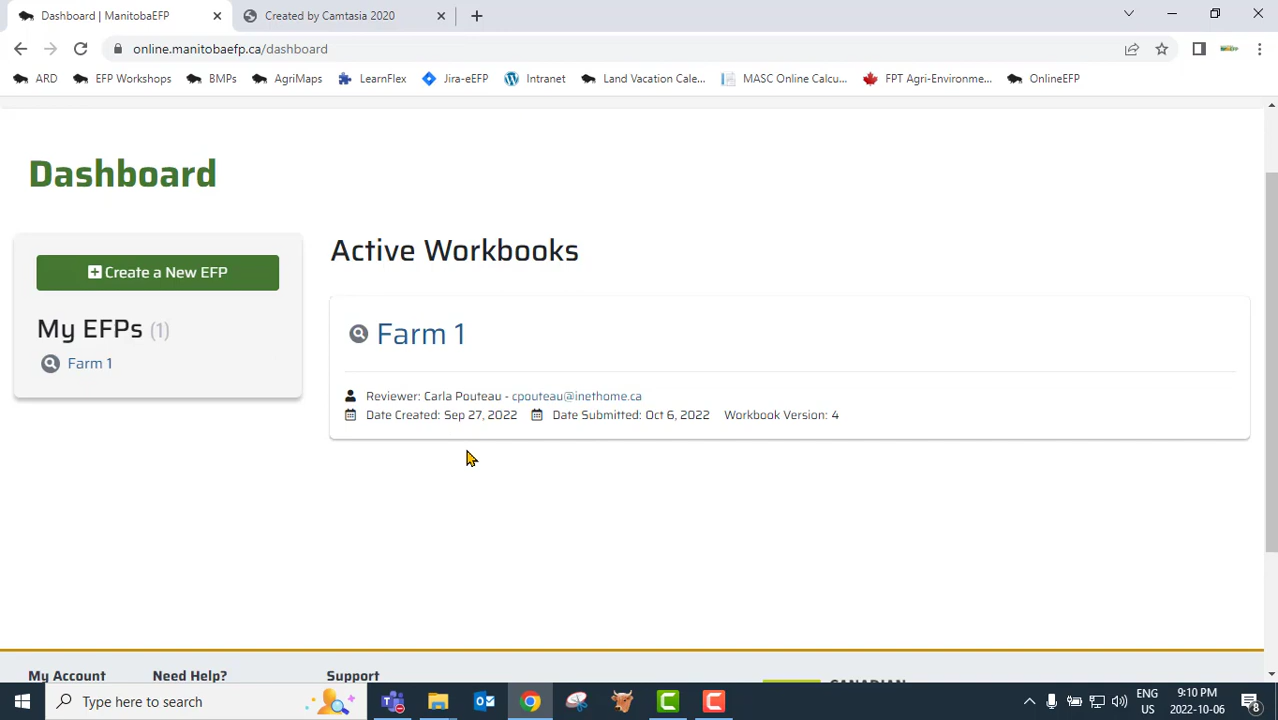 Dashboard | ManitobaEFP
Created by Camtasia 2020
online.manitobaefp.ca/dashboard
ARD EFP Workshops BMPs AgriMaps LearnFlex Jira-eEFP Intranet Land Vacation Cale... MASC Online Calcu... FPT Agri-Environme... OnlineEFP
Dashboard
Create a New EFP
My EFPs (1)
Farm 1
Active Workbooks
Farm 1
Reviewer: Carla Pouteau - cpouteau@inethome.ca
Date Created: Sep 27, 2022 Date Submitted: Oct 6, 2022 Workbook Version: 4
My Account Need Help? Support
CANADIAN
Type here to search
ENG
US
9:10 PM
2022-10-06
8